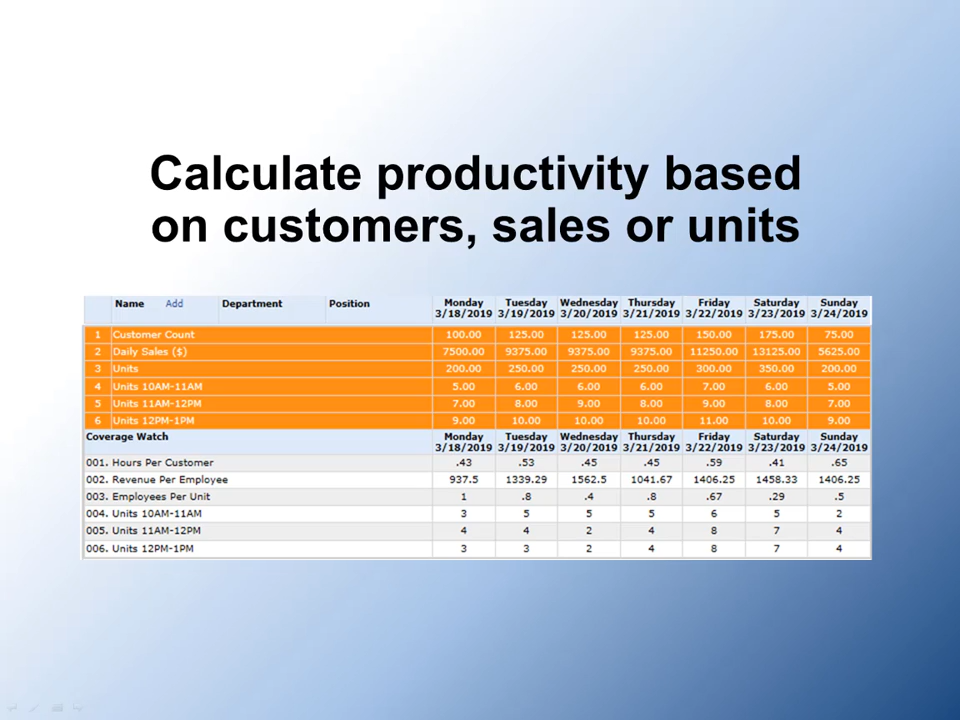 Calculate productivity based
on customers, sales or units
Name Add Department Position Monday Tuesday Wednesday Thursday Friday Saturday Sunday
3/18/2019 3/19/2019 3/20/2019 3/21/2019 3/22/2019 3/23/2019 3/24/2019
1 Customer Count 100.00 125.00 125.00 125.00 150.00 175.00 75.00
2 Daily Sales ($) 7500.00 9375.00 9375.00 9375.00 11250.00 13125.00 5625.00
3 Units 200.00 250.00 250.00 250.00 300.00 350.00 200.00
4 Units 10AM-11AM 5.00 6.00 6.00 6.00 7.00 6.00 5.00
5 Units 11AM-12PM 7.00 8.00 9.00 8.00 9.00 8.00 7.00
6 Units 12PM-1PM 9.00 10.00 10.00 10.00 11.00 10.00 9.00
Coverage Watch Monday Tuesday Wednesday Thursday Friday Saturday Sunday
3/18/2019 3/19/2019 3/20/2019 3/21/2019 3/22/2019 3/23/2019 3/24/2019
001. Hours Per Customer .43 .53 .45 .45 .59 .41 .65
002. Revenue Per Employee 937.5 1339.29 1562.5 1041.67 1406.25 1458.33 1406.25
003. Employees Per Unit 1 .8 .4 .8 .67 .29 .5
004. Units 10AM-11AM 3 5 5 5 6 5 2
005. Units 11AM-12PM 4 4 2 4 8 7 4
006. Units 12PM-1PM 3 3 2 4 8 7 4